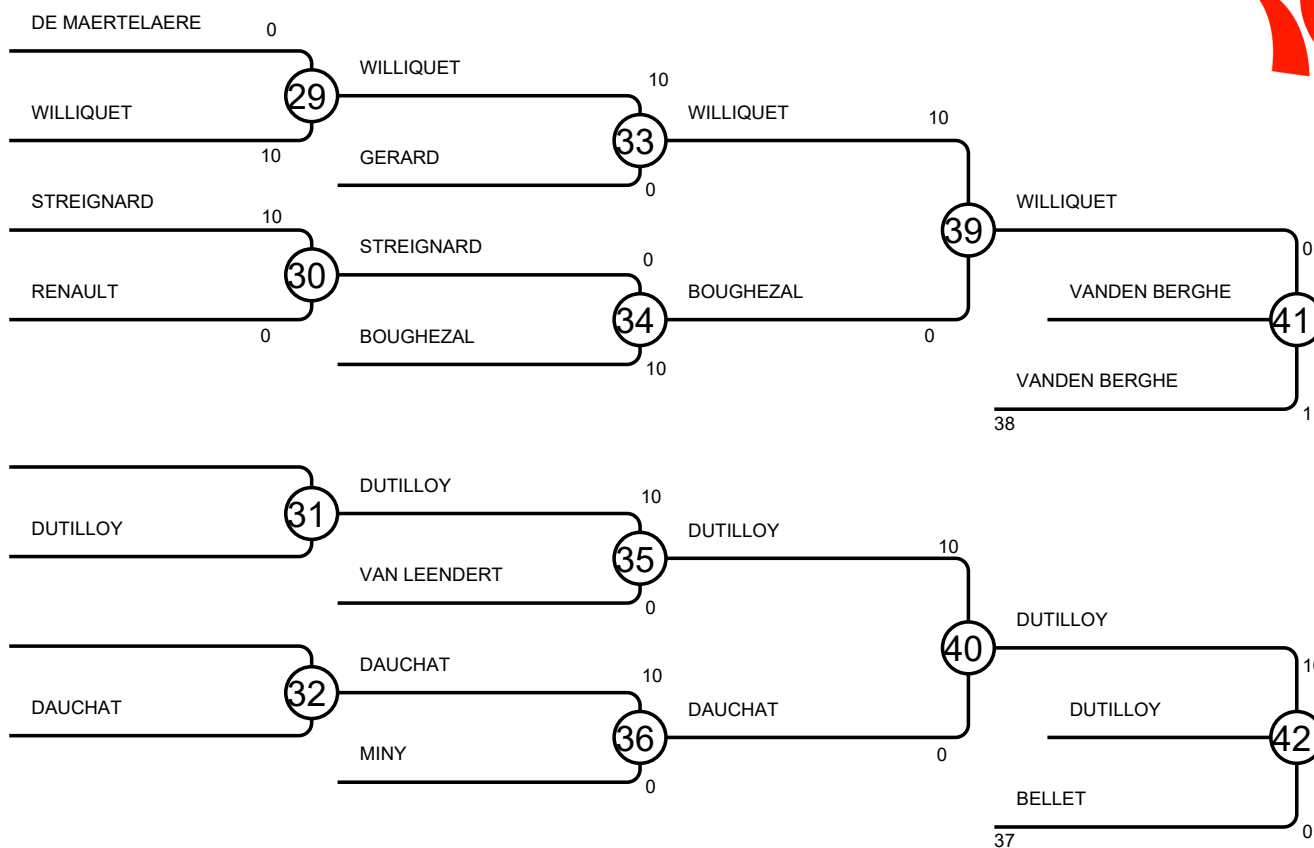 DE MAERTELAERE
0
29
WILLIQUET
10
WILLIQUET
10
33
GERARD
0
WILLIQUET
10
STREIGNARD
10
30
RENAULT
0
STREIGNARD
0
34
BOUGHEZAL
10
BOUGHEZAL
0
39
WILLIQUET
0
VANDEN BERGHE
41
VANDEN BERGHE
38
31
DUTILLOY
DUTILLOY
10
35
VAN LEENDERT
0
DUTILLOY
10
32
DAUCHAT
DAUCHAT
10
36
MINY
0
DAUCHAT
0
40
DUTILLOY
DUTILLOY
42
BELLET
37
0